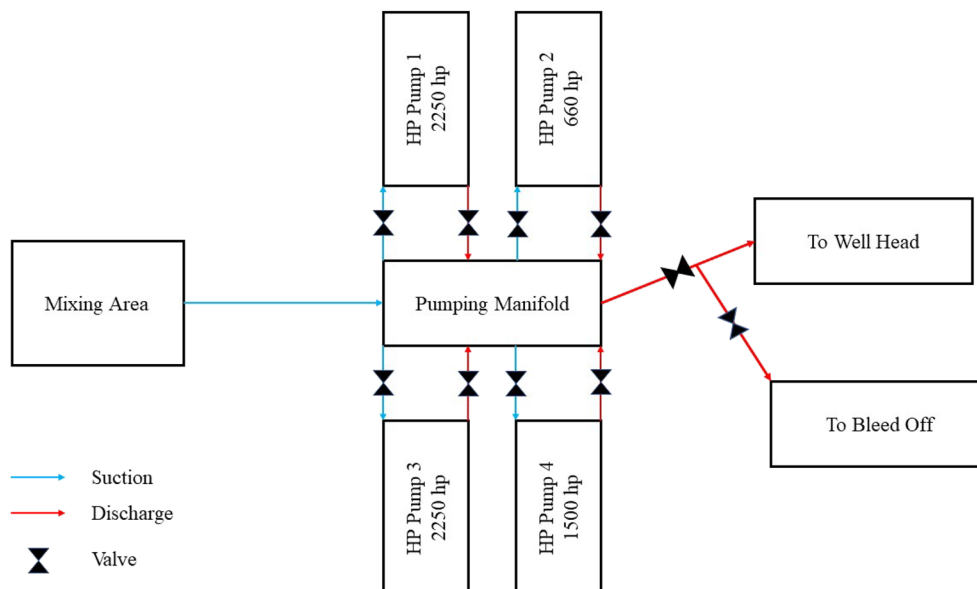 HP Pump 1
2250 hp
HP Pump 2
660 hp
Mixing Area
Pumping Manifold
To Well Head
To Bleed Off
HP Pump 3
2250 hp
HP Pump 4
1500 hp
Suction
Discharge
Valve